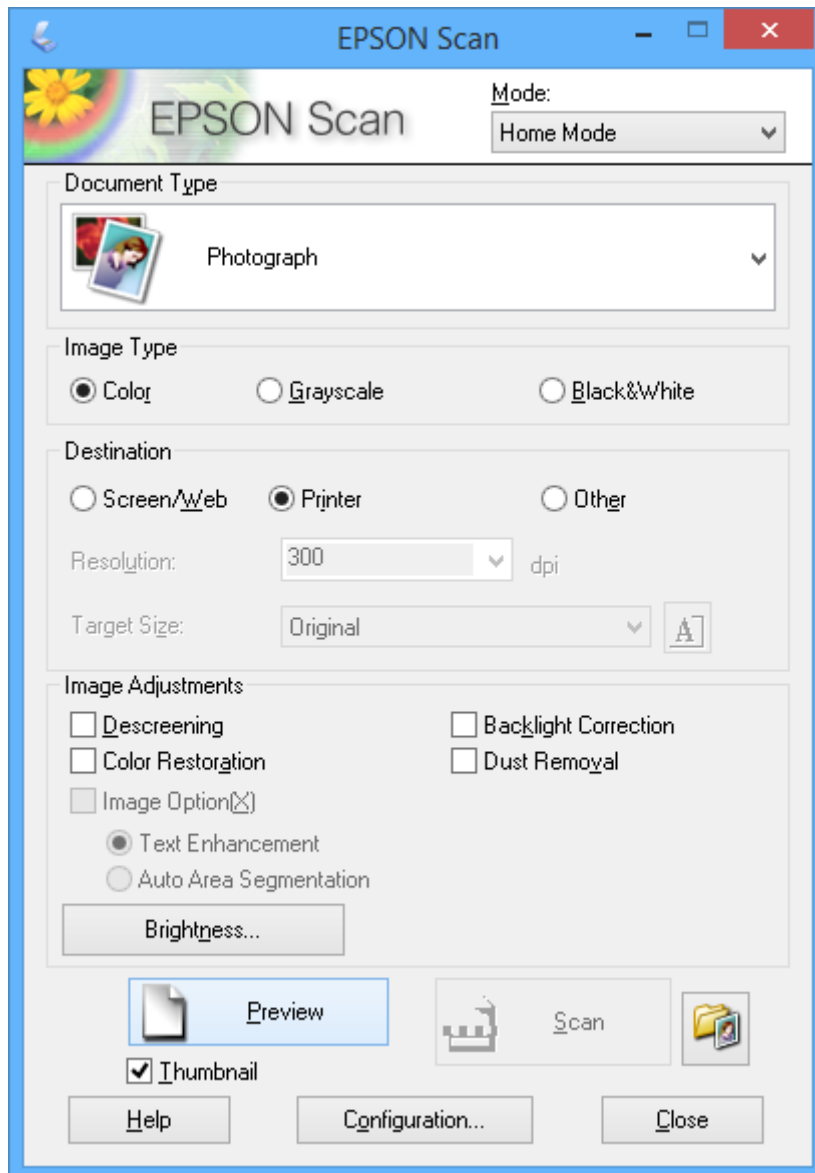 EPSON Scan
EPSON Scan
Mode:
Home Mode
Document Type
Photograph
Image Type
Color Grayscale Black&White
Destination
Screen/Web Printer Other
Resolution: 300 dpi
Target Size: Original A
Image Adjustments
Descreening Backlight Correction
Color Restoration Dust Removal
Image Option(X)
Text Enhancement
Auto Area Segmentation
Brightness...
Preview Scan
Thumbnail
Help Configuration... Close